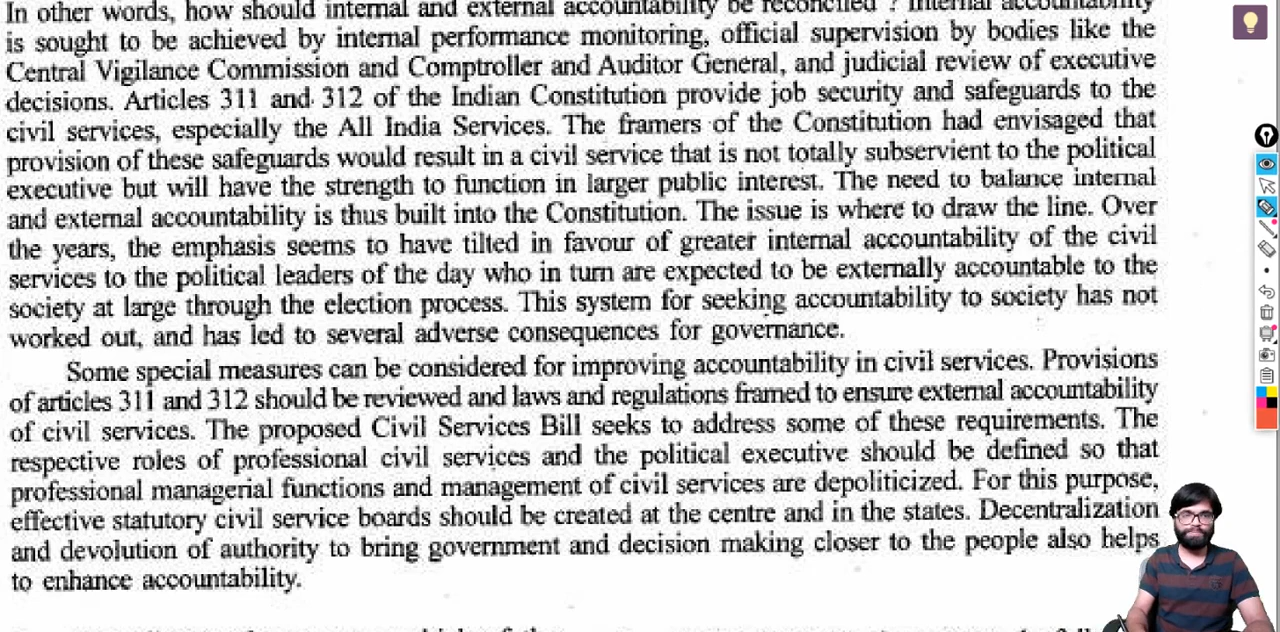 In other words, how should internal and external accountability be reconciled ? Internal accountability
is sought to be achieved by internal performance monitoring, official supervision by bodies like the
Central Vigilance Commission and Comptroller and Auditor General, and judicial review of executive
decisions. Articles 311 and 312 of the Indian Constitution provide job security and safeguards to the
civil services, especially the All India Services. The framers of the Constitution had envisaged that
provision of these safeguards would result in a civil service that is not totally subservient to the political
executive but will have the strength to function in larger public interest. The need to balance internal
and external accountability is thus built into the Constitution. The issue is where to draw the line. Over
the years, the emphasis seems to have tilted in favour of greater internal accountability of the civil
services to the political leaders of the day who in turn are expected to be externally accountable to the
society at large through the election process. This system for seeking accountability to society has not
worked out, and has led to several adverse consequences for governance.
Some special measures can be considered for improving accountability in civil services. Provisions
of articles 311 and 312 should be reviewed and laws and regulations framed to ensure external accountability
of civil services. The proposed Civil Services Bill seeks to address some of these requirements. The
respective roles of professional civil services and the political executive should be defined so that
professional managerial functions and management of civil services are depoliticized. For this purpose,
effective statutory civil service boards should be created at the centre and in the states. Decentralization
and devolution of authority to bring government and decision making closer to the people also helps
to enhance accountability.